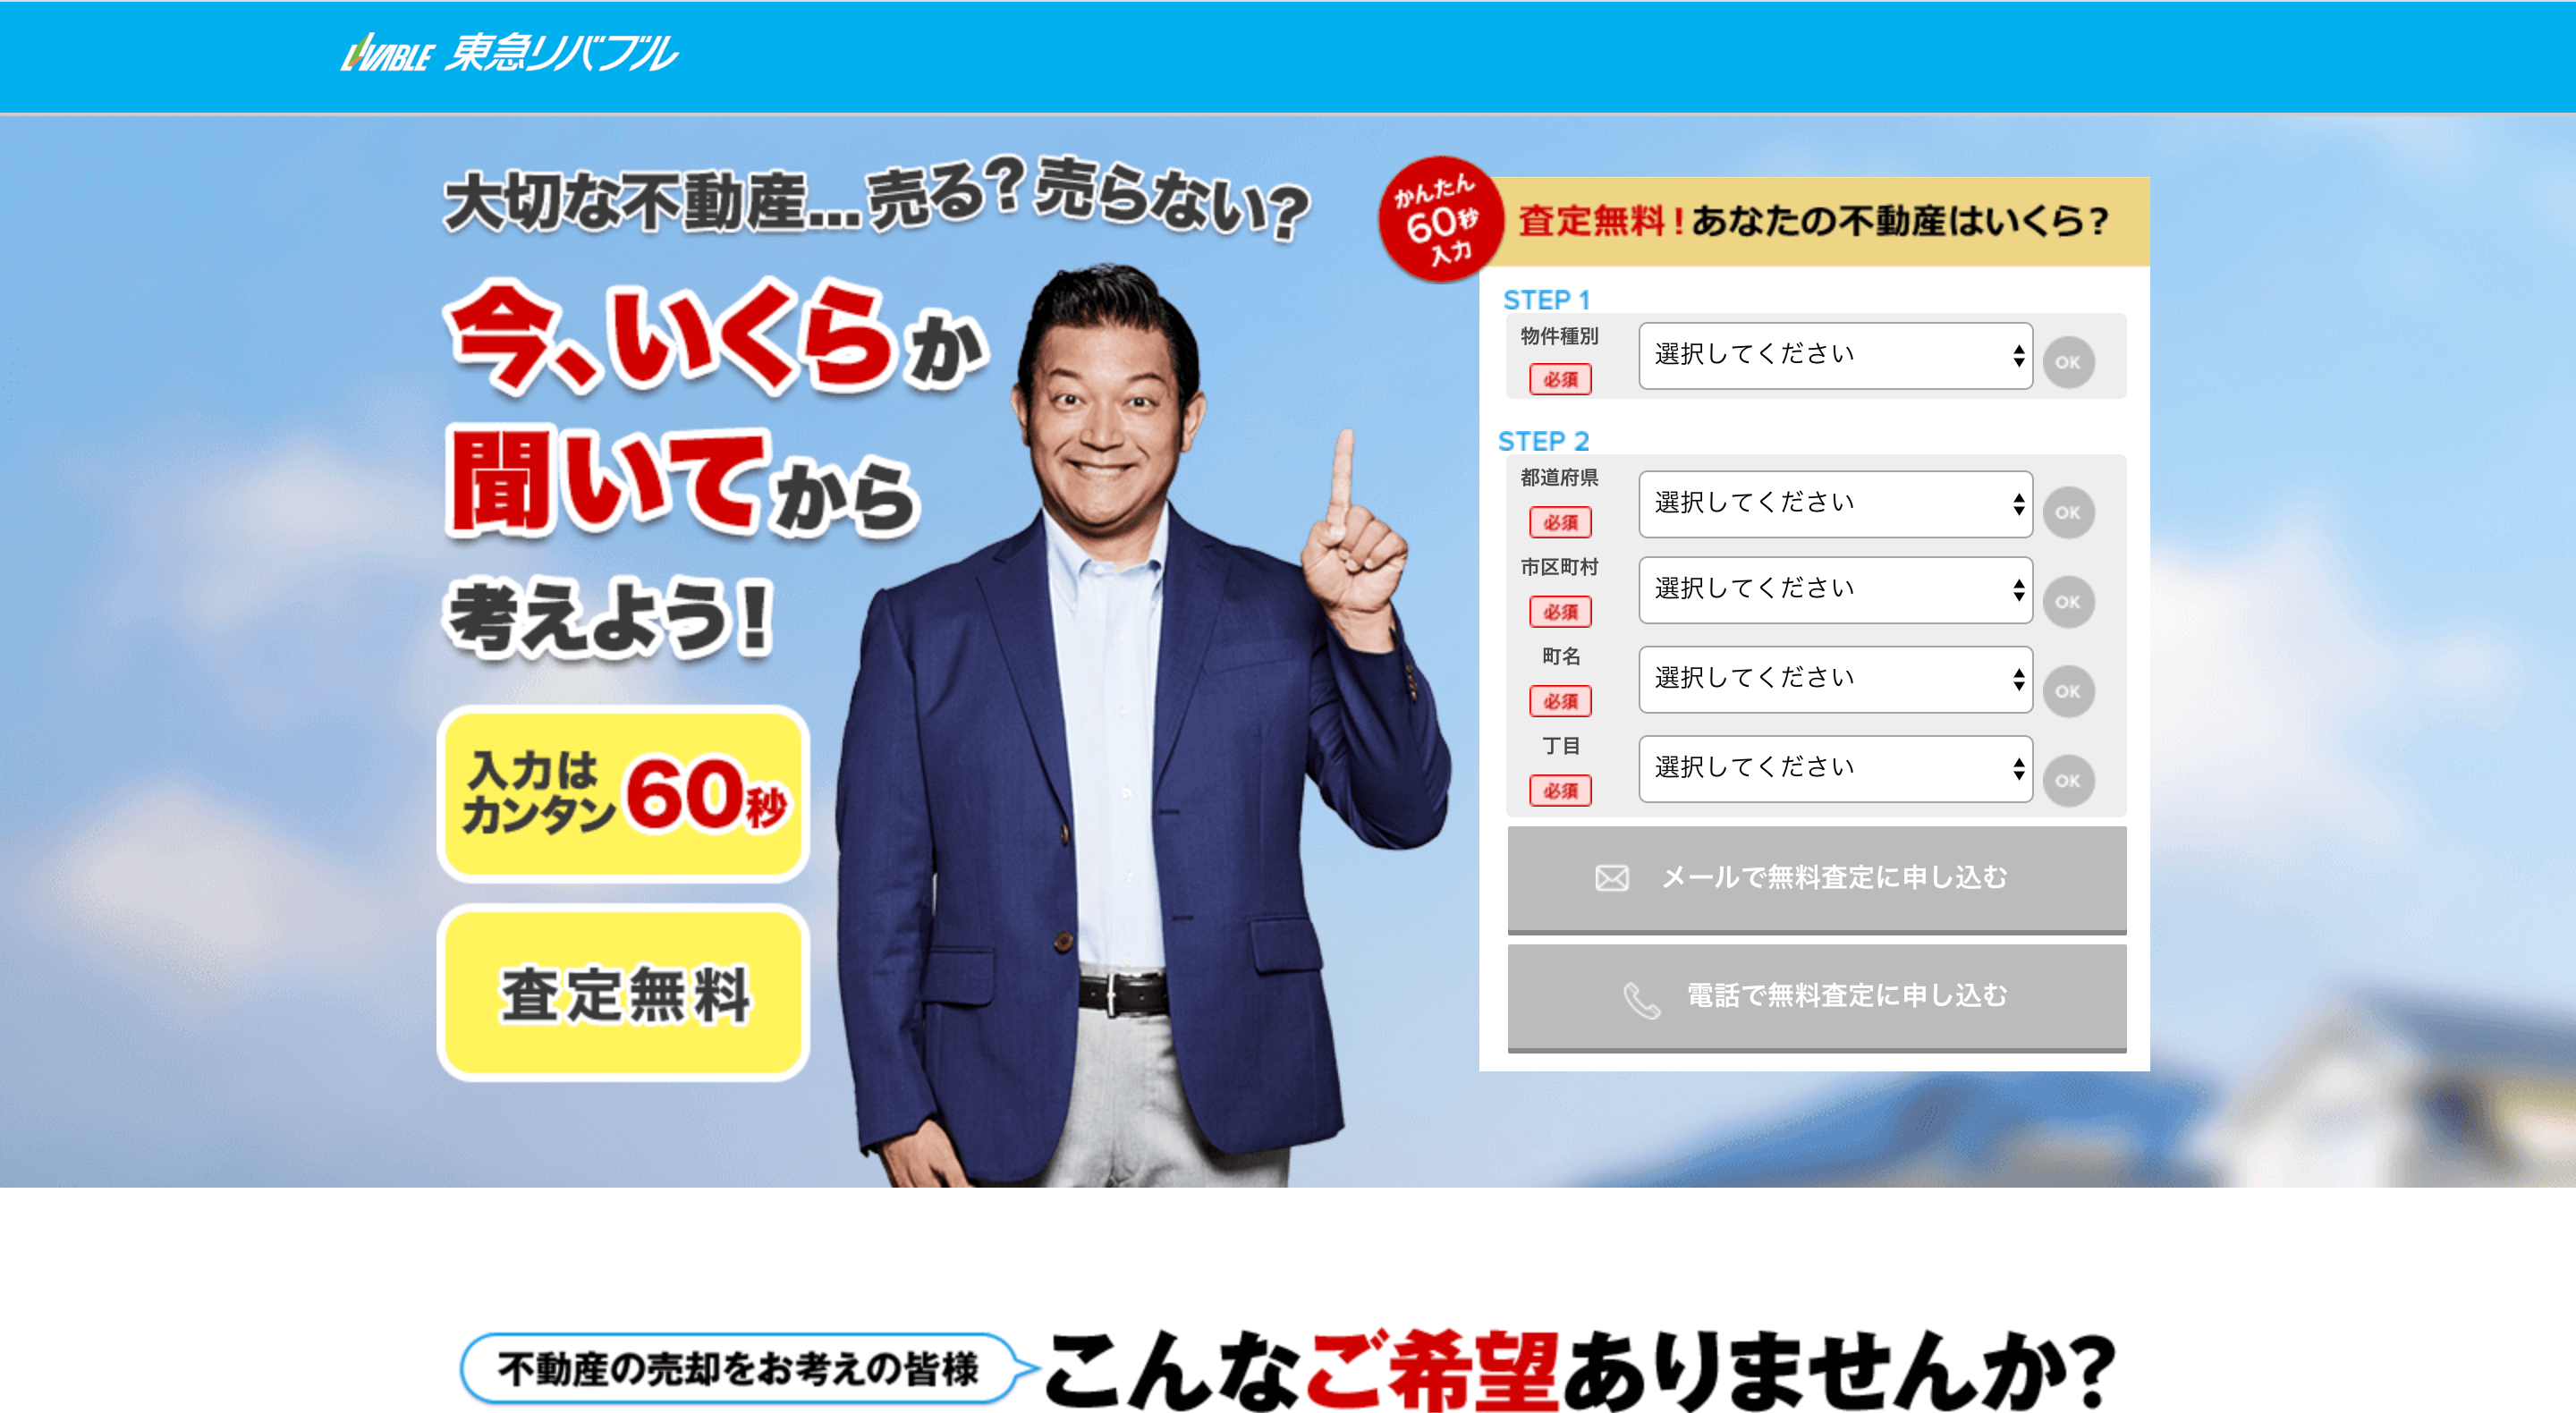 LIVABLE 東急リバブル
大切な不動産...売る？売らない？
今、いくらか
聞いてから
考えよう！
入力は
カンタン 60秒
査定無料
かんたん
60秒
入力
査定無料！あなたの不動産はいくら？
STEP 1
物件種別
必須
選択してください
OK
STEP 2
都道府県
必須
選択してください
OK
市区町村
必須
選択してください
OK
町名
必須
選択してください
OK
丁目
必須
選択してください
OK
メールで無料査定に申し込む
電話で無料査定に申し込む
不動産の売却をお考えの皆様
こんなご希望ありませんか？